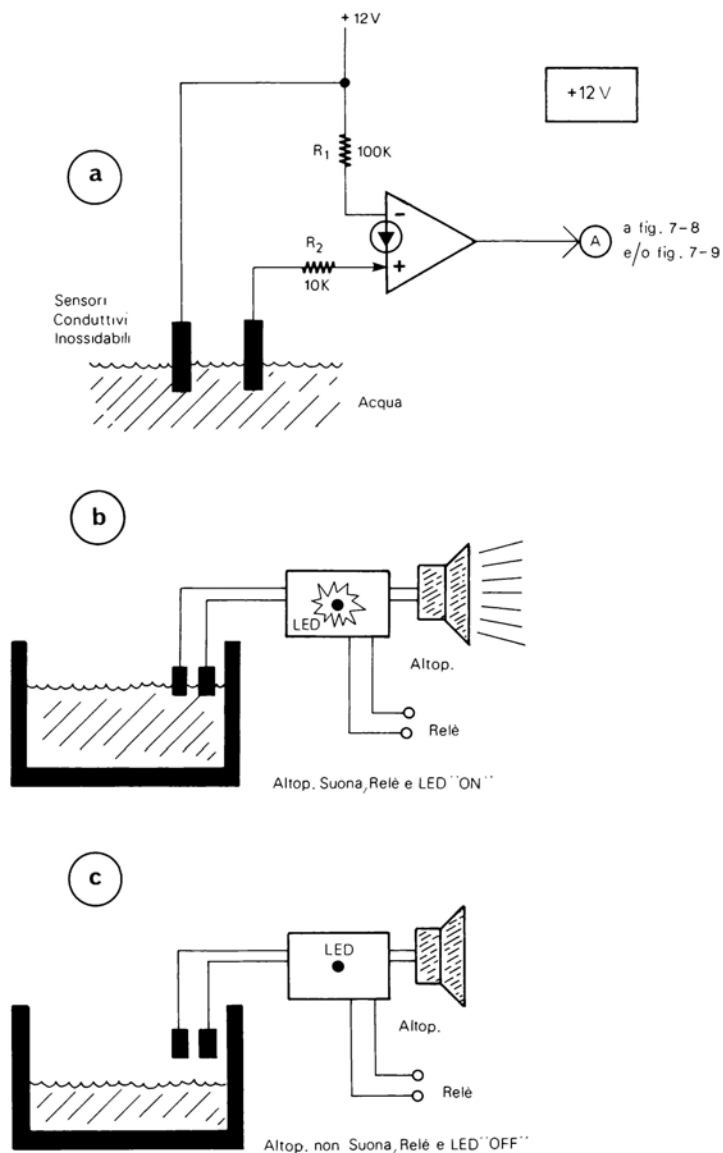 +12V
+12V
R1
100K
a
−
a fig. 7-8
A
e/o fig. 7-9
R2
+
10K
Sensori
Conduttivi
Inossidabili
Acqua
b
LED
Altop.
Relè
Altop. Suona, Relè e LED "ON"
c
LED
Altop.
Relè
Altop. non Suona, Relé e LED "OFF"